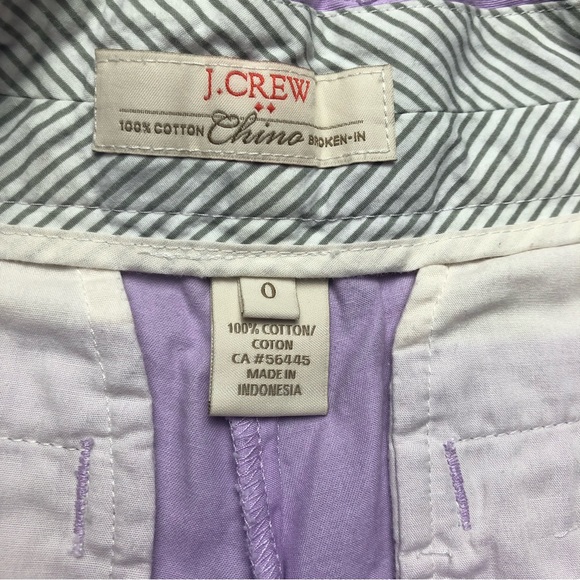 J.CREW
100% COTTON Chino BROKEN-IN
0
100% COTTON/
COTON
CA #56445
MADE IN
INDONESIA